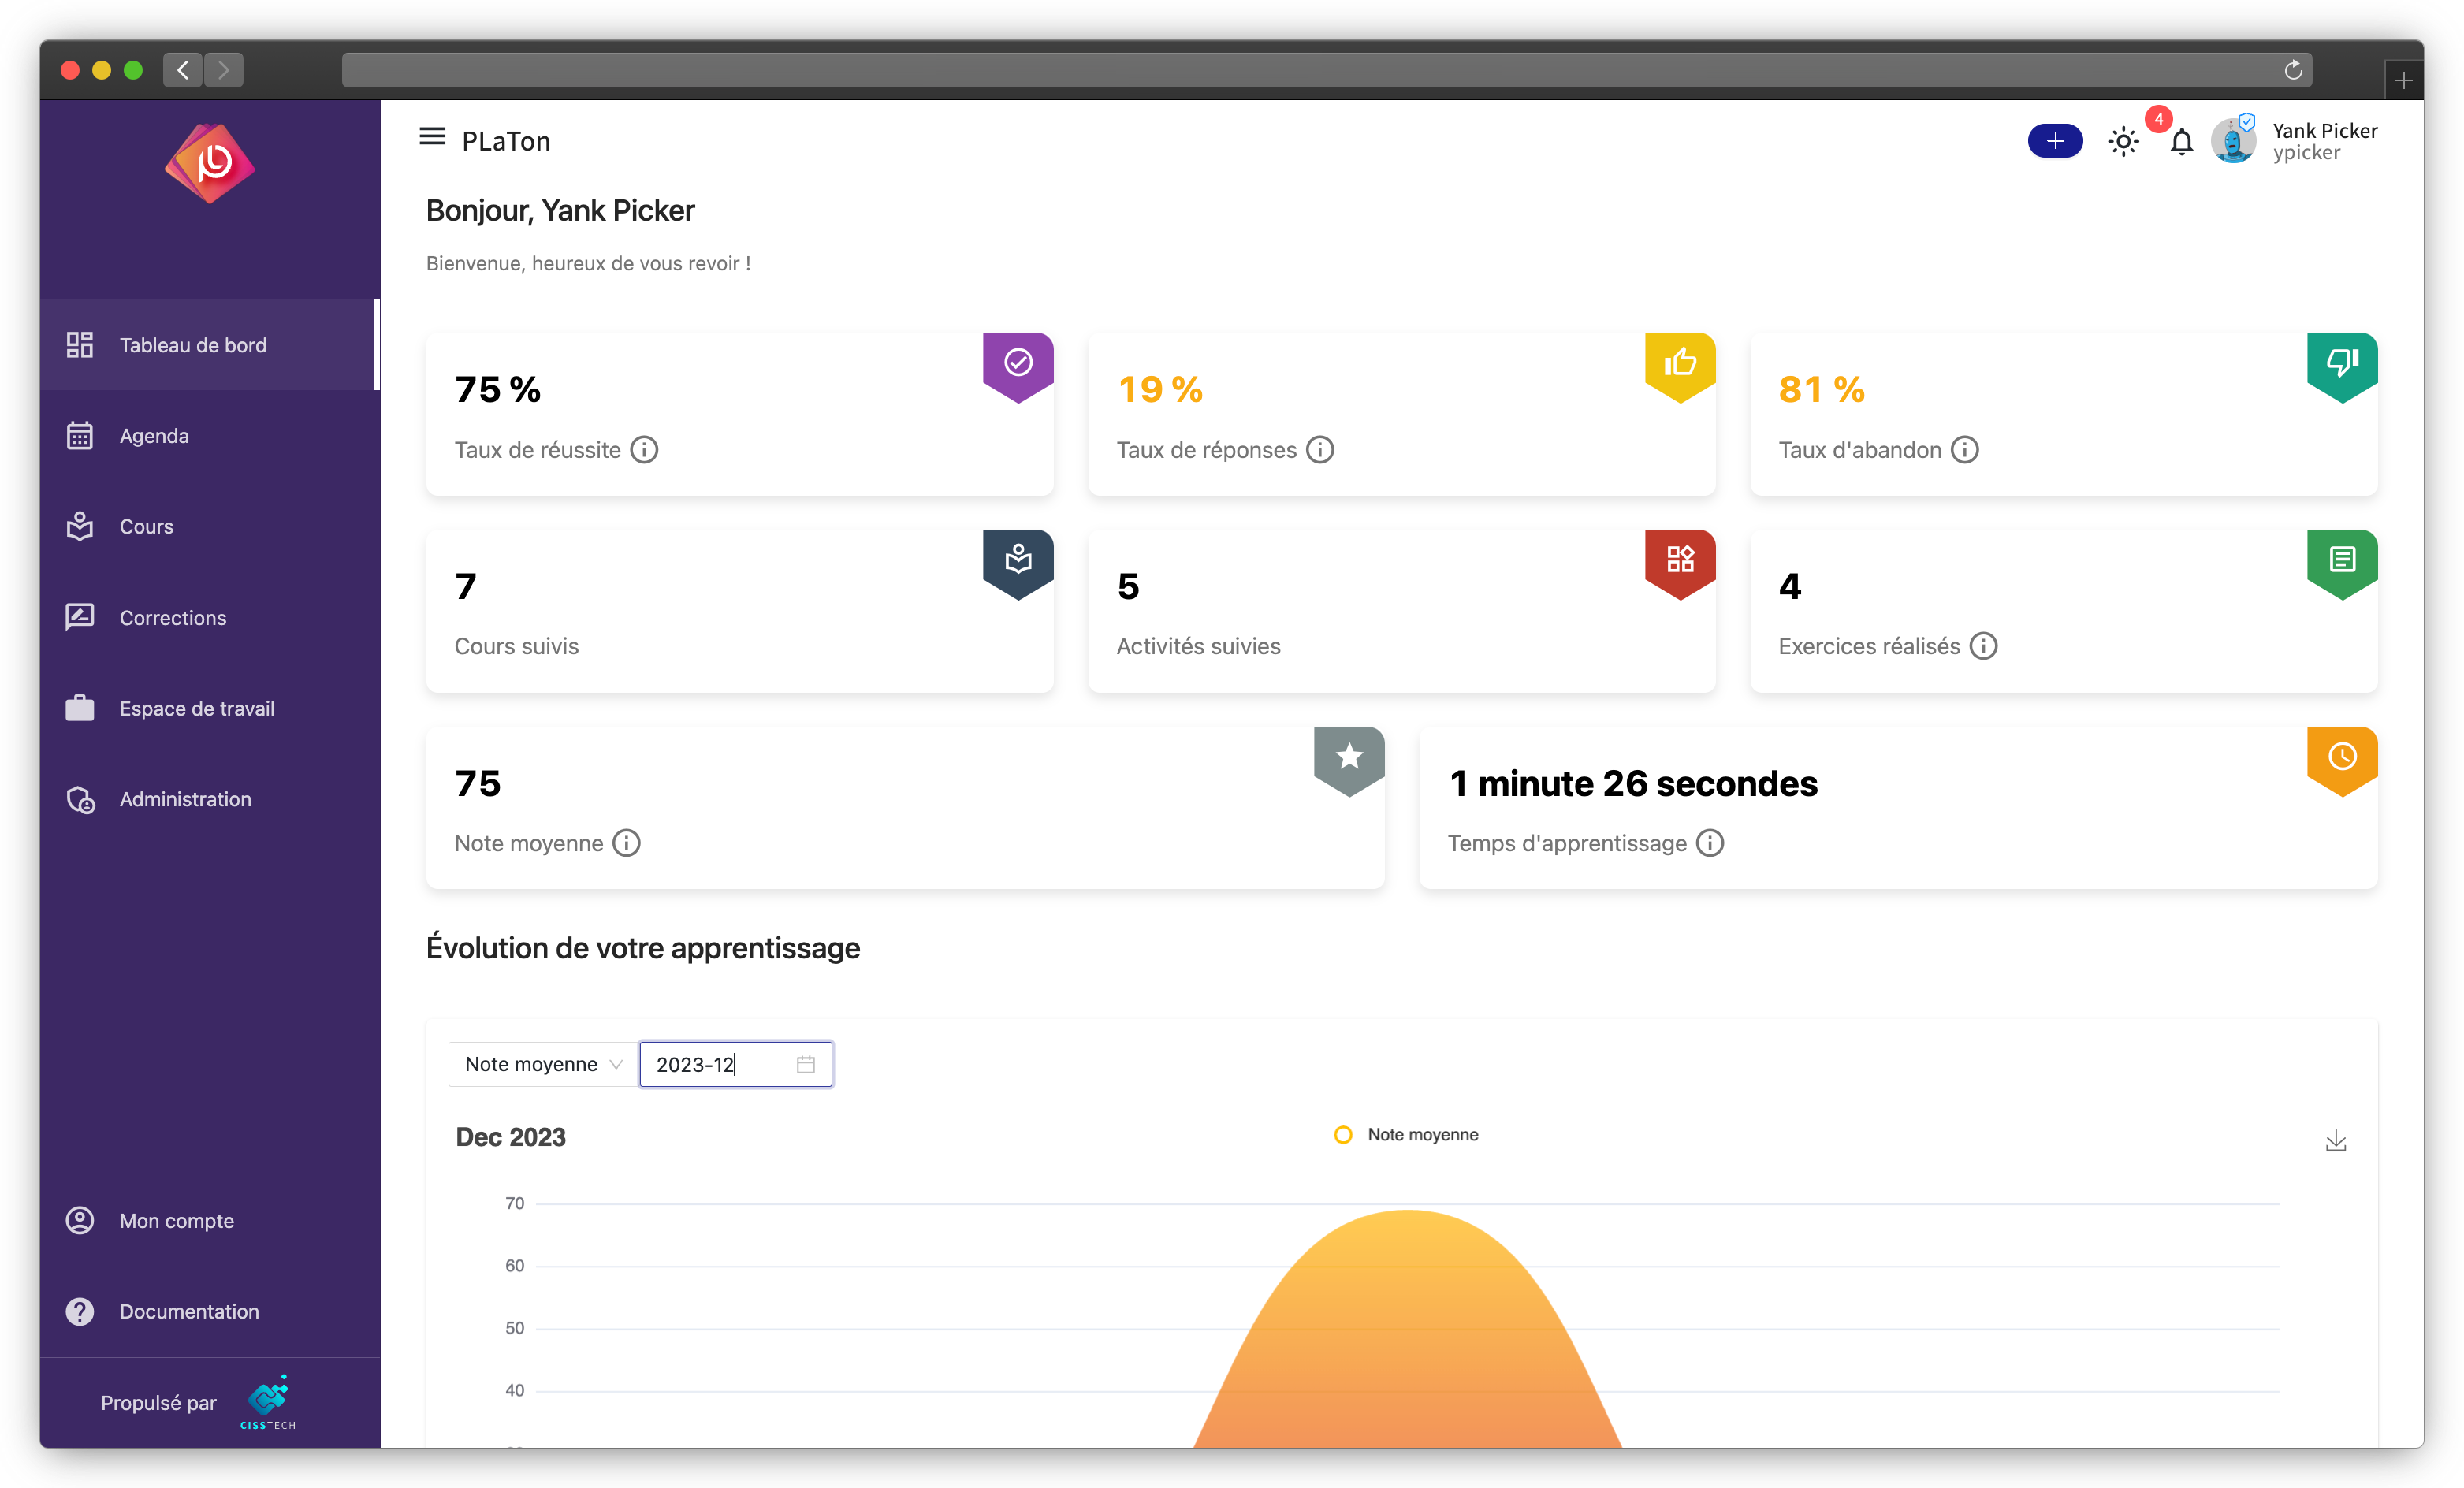 PLaTon
4
Yank Picker
ypicker
Bonjour, Yank Picker
Bienvenue, heureux de vous revoir !
Tableau de bord
Agenda
Cours
Corrections
Espace de travail
Administration
Mon compte
Documentation
Propulsé par
CISSTECH
75 %
Taux de réussite
19 %
Taux de réponses
81 %
Taux d'abandon
7
Cours suivis
5
Activités suivies
4
Exercices réalisés
75
Note moyenne
1 minute 26 secondes
Temps d'apprentissage
Évolution de votre apprentissage
Note moyenne
2023-12
Dec 2023
Note moyenne
70
60
50
40